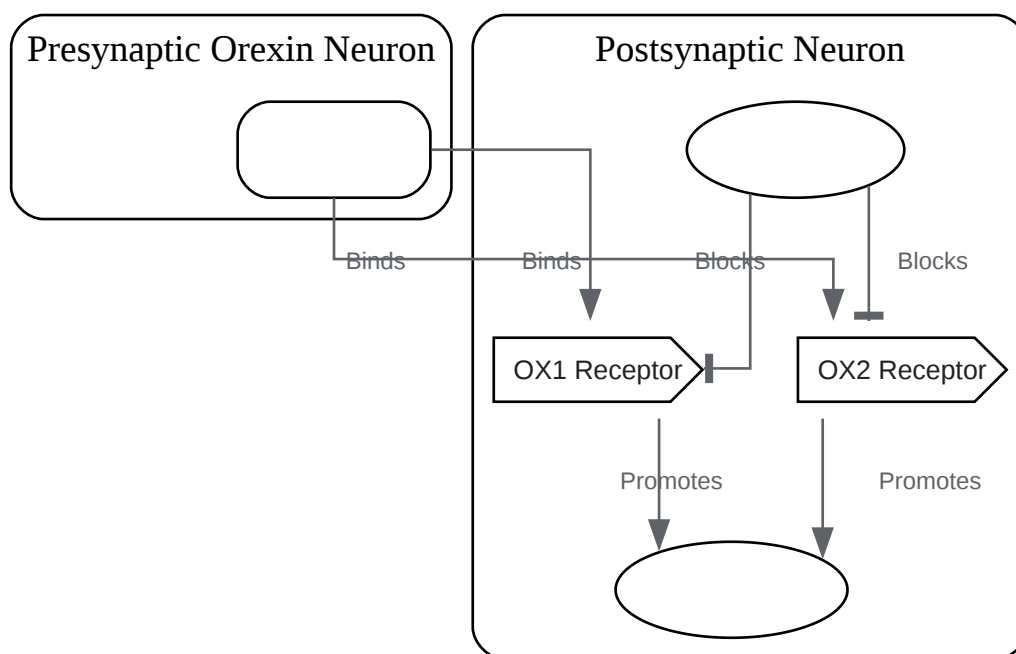 Presynaptic Orexin Neuron
Postsynaptic Neuron
Binds
Binds
Blocks
Blocks
OX1 Receptor
OX2 Receptor
Promotes
Promotes